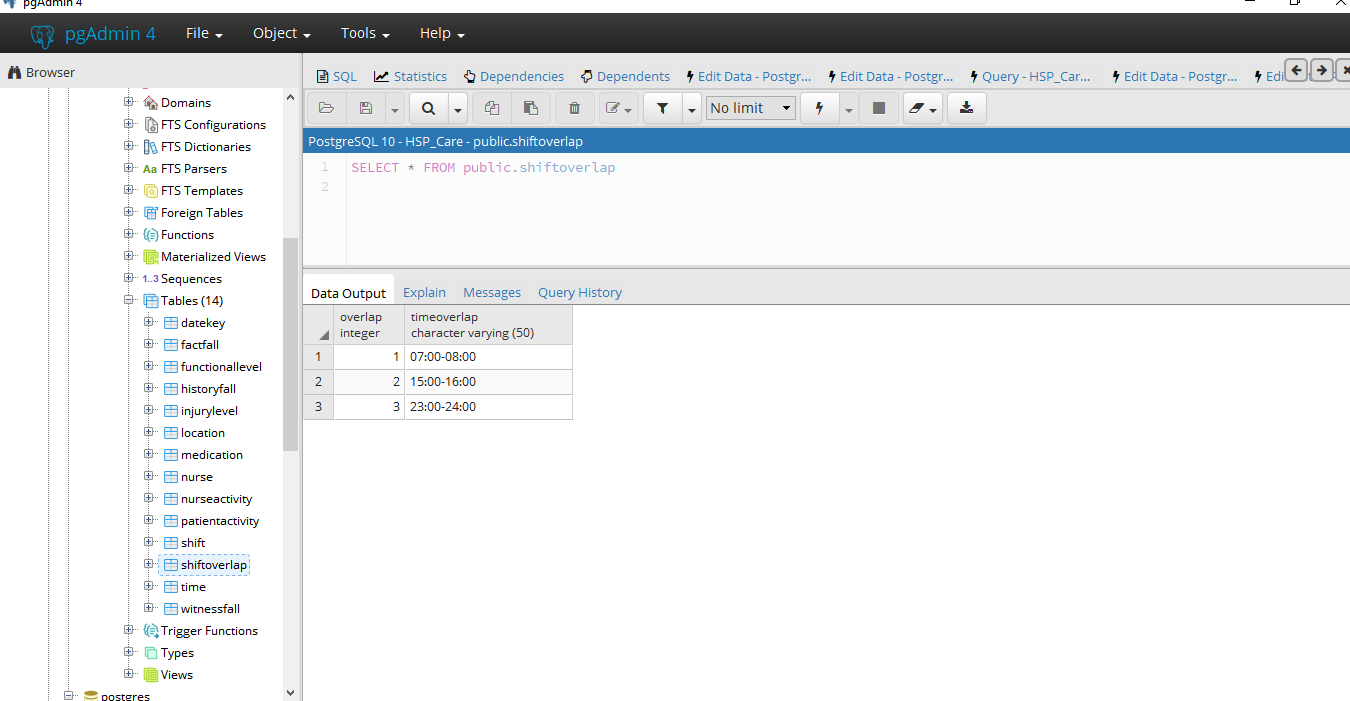 pgAdmin 4
pgAdmin 4 File Object Tools Help
Browser
Domains
FTS Configurations
FTS Dictionaries
Aa FTS Parsers
FTS Templates
Foreign Tables
Functions
Materialized Views
1..3 Sequences
Tables (14)
datekey
factfall
functionallevel
historyfall
injurylevel
location
medication
nurse
nurseactivity
patientactivity
shift
shiftoverlap
time
witnessfall
Trigger Functions
Types
Views
postgres
SQL Statistics Dependencies Dependents Edit Data - Postgr... Edit Data - Postgr... Query - HSP_Car... Edit Data - Postgr... Edi
No limit
PostgreSQL 10 - HSP_Care - public.shiftoverlap
1 SELECT * FROM public.shiftoverlap
2
Data Output Explain Messages Query History
overlap timeoverlap
integer character varying (50)
1 1 07:00-08:00
2 2 15:00-16:00
3 3 23:00-24:00